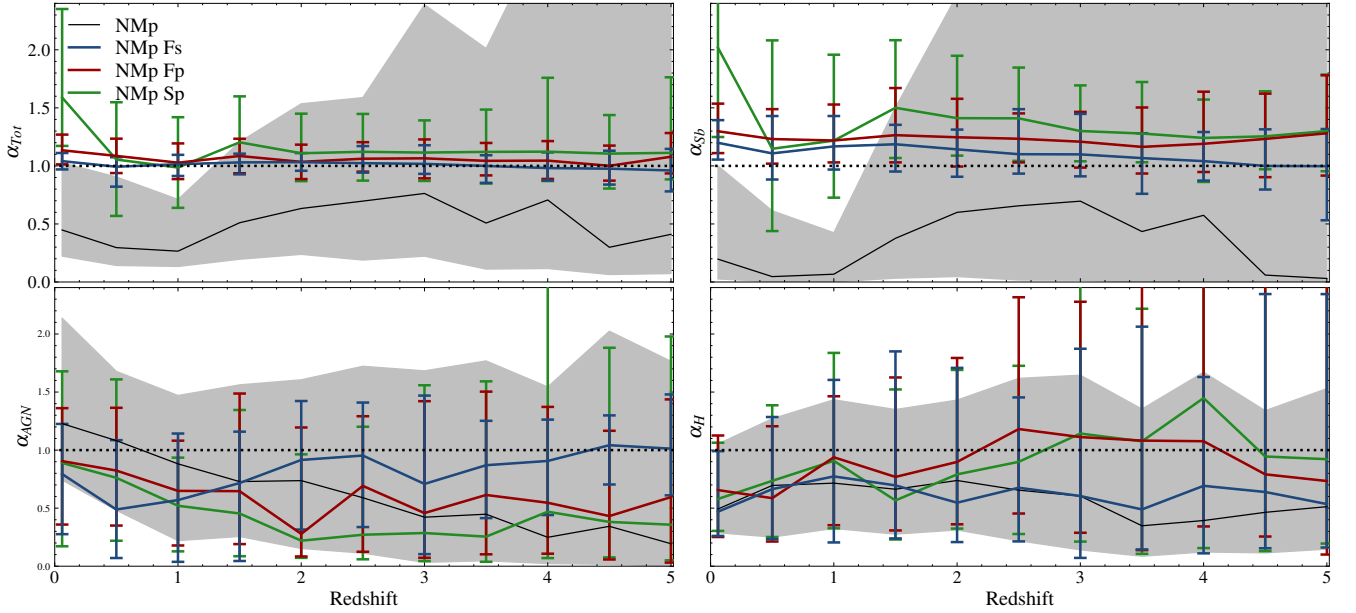 NMp
NMp Fs
NMp Fp
NMp Sp
2.0
1.5
1.0
0.5
0.0
α_Tot
α_Sb
2.0
1.5
1.0
0.5
0.0
α_AGN
α_H
0 1 2 3 4 5
0 1 2 3 4 5
Redshift
Redshift